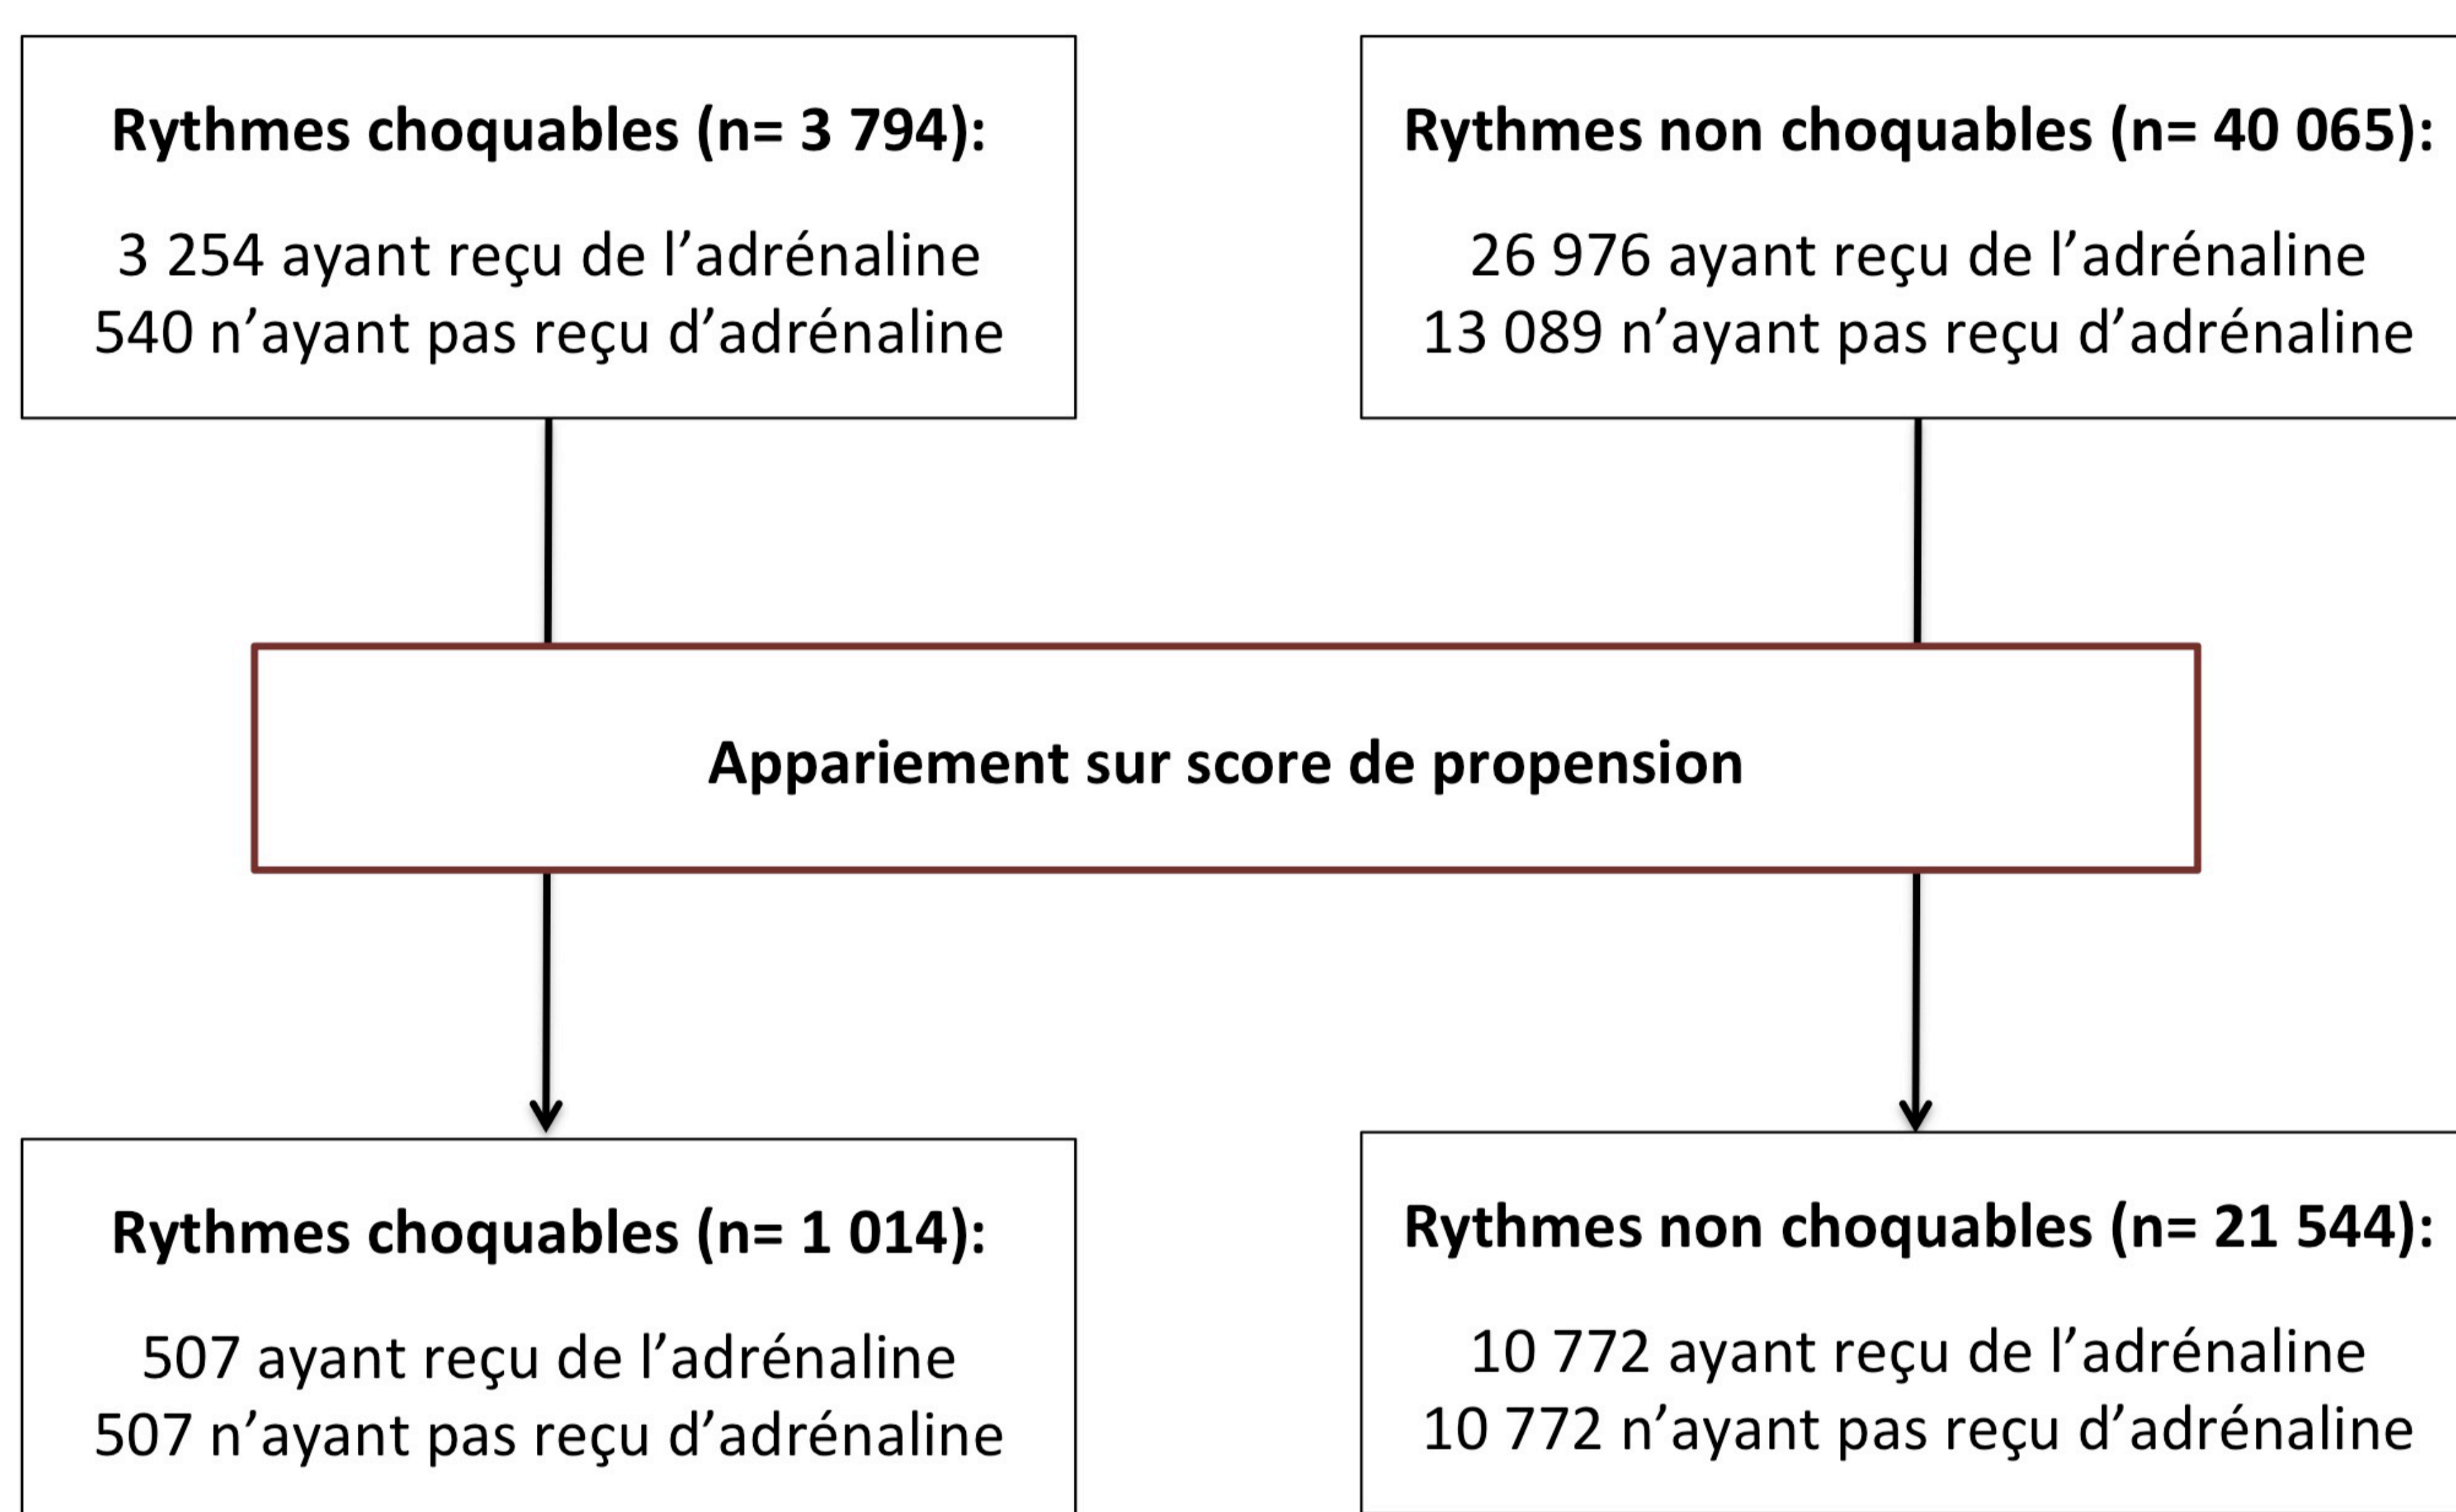 Rythmes choquables (n= 3 794):
3 254 ayant reçu de l’adrénaline
540 n’ayant pas reçu d’adrénaline
Rythmes non choquables (n= 40 065):
26 976 ayant reçu de l’adrénaline
13 089 n’ayant pas reçu d’adrénaline
Appariement sur score de propension
Rythmes choquables (n= 1 014):
507 ayant reçu de l’adrénaline
507 n’ayant pas reçu d’adrénaline
Rythmes non choquables (n= 21 544):
10 772 ayant reçu de l’adrénaline
10 772 n’ayant pas reçu d’adrénaline